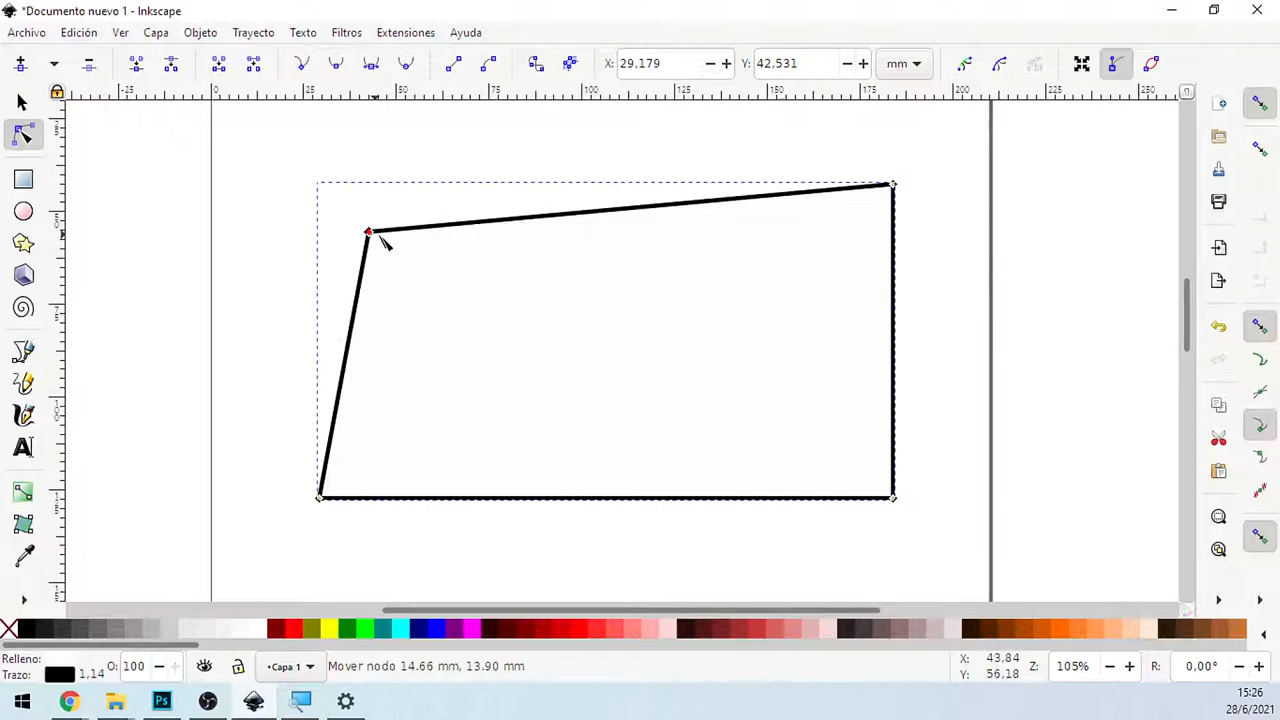 *Documento nuevo 1 - Inkscape
Archivo Edición Ver Capa Objeto Trayecto Texto Filtros Extensiones Ayuda
X: 29,179 Y: 42,531 mm
-25 0 25 50 75 100 125 150 175 200 225 250
A
Relleno:
Trazo: 1,14 O: 100 •Capa 1 Mover nodo 14.66 mm, 13.90 mm X: 43,84 Y: 56,18 Z: 105% R: 0,00°
Ps
15:26
28/6/2021